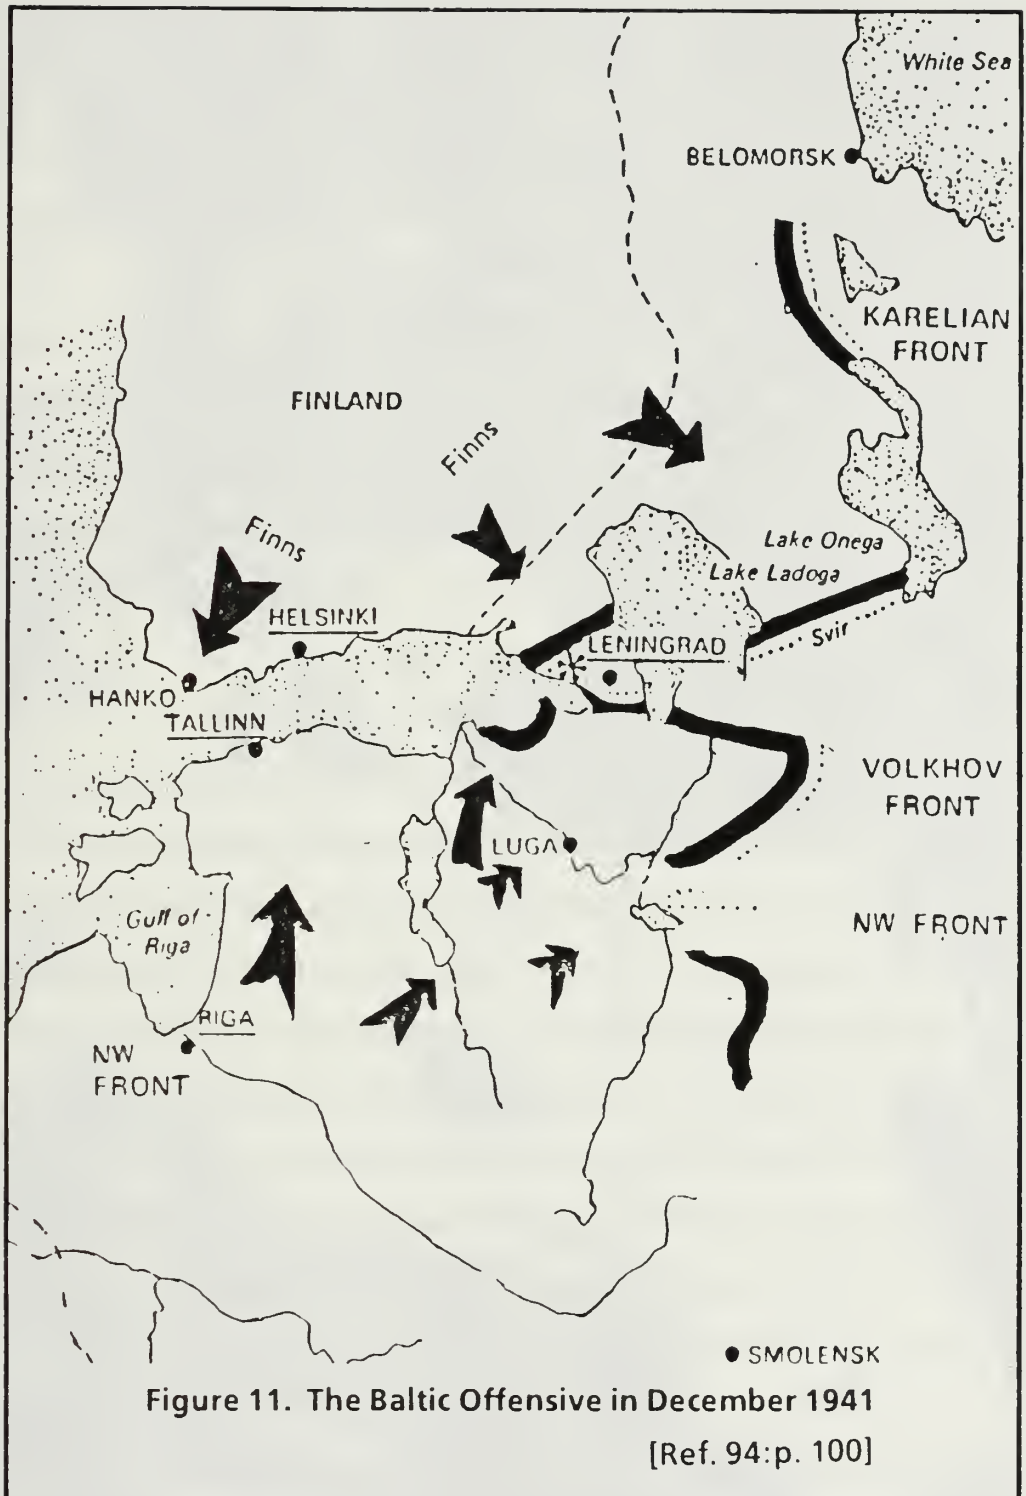 White Sea
BELOMORSK
KARELIAN
FRONT
FINLAND
Finns
Finns
Lake Onega
Lake Ladoga
HELSINKI
Svir
LENINGRAD
HANKO
TALLINN
VOLKHOV
FRONT
LUGA
NW FRONT
Gulf of
Riga
RIGA
NW
FRONT
SMOLENSK
Figure 11. The Baltic Offensive in December 1941
[Ref. 94:p. 100]